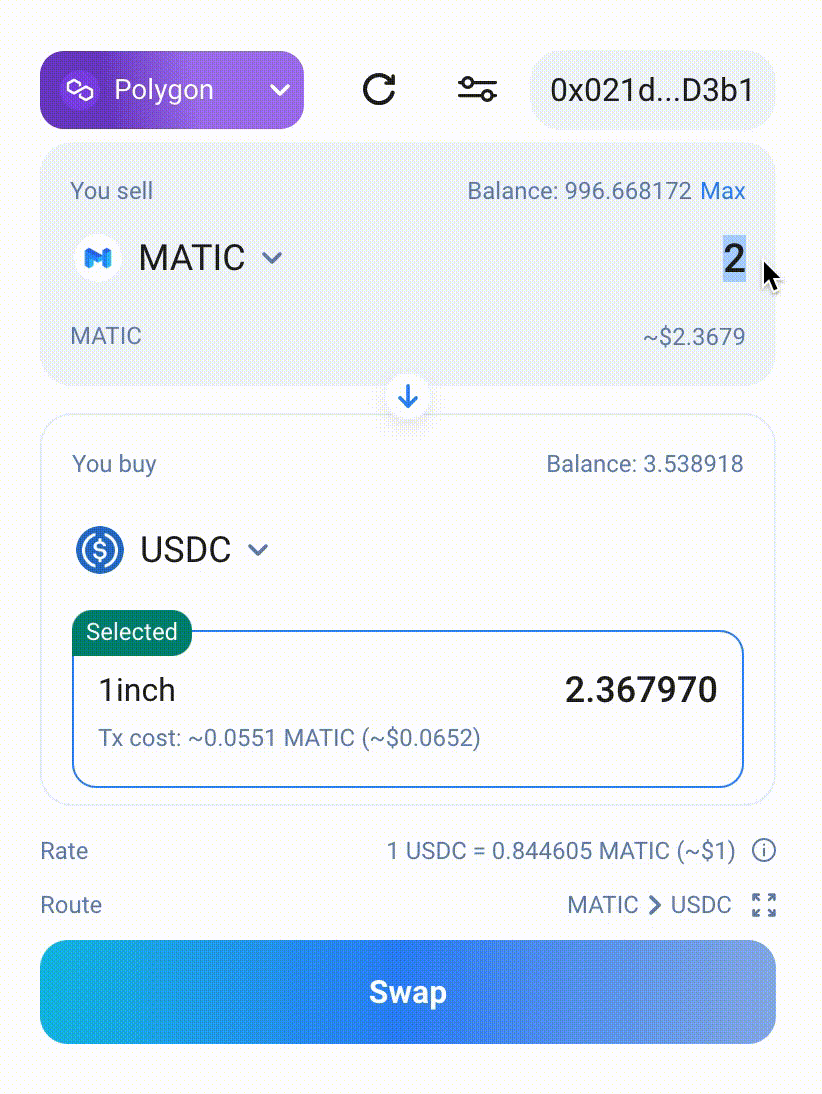 Polygon
0x021d...D3b1
You sell
Balance: 996.668172 Max
MATIC
2
MATIC
~$2.3679
You buy
Balance: 3.538918
USDC
Selected
1inch
2.367970
Tx cost: ~0.0551 MATIC (~$0.0652)
Rate
1 USDC = 0.844605 MATIC (~$1)
Route
MATIC > USDC
Swap